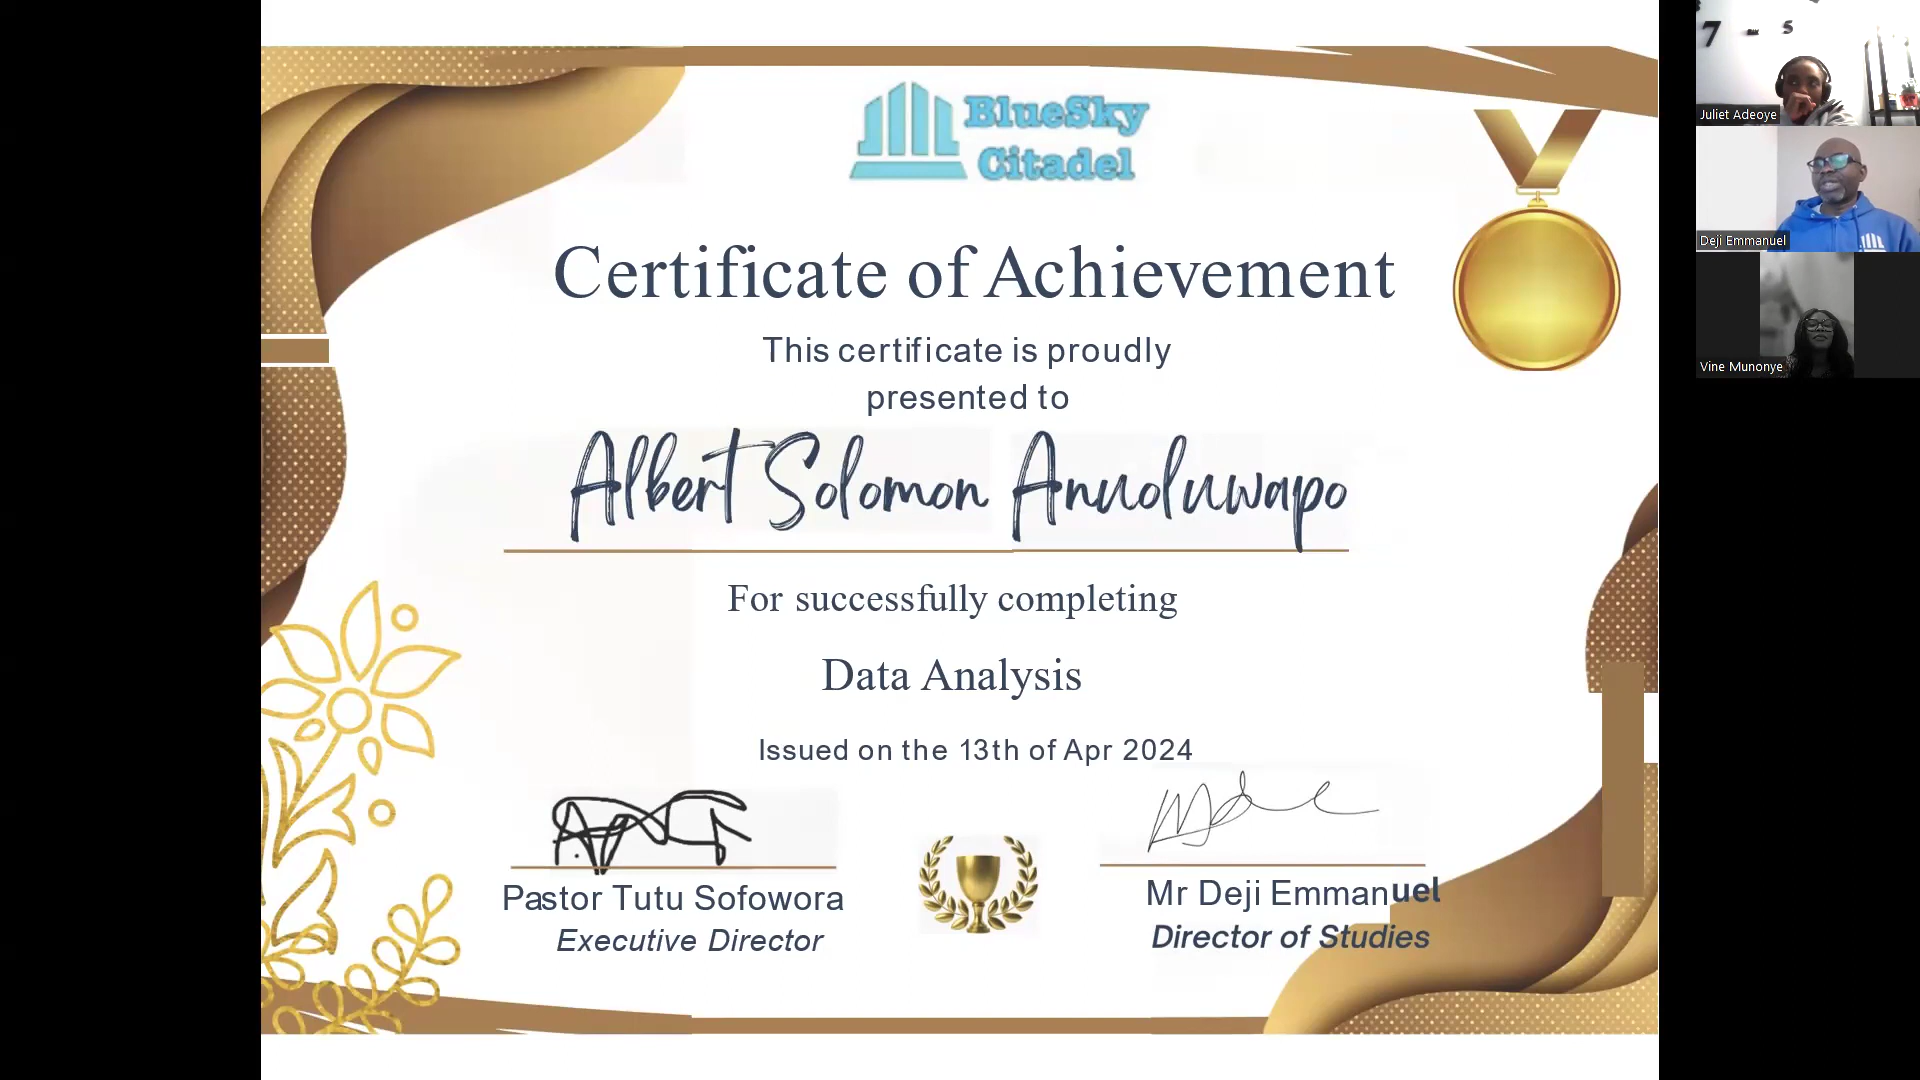 BlueSky
Citadel
Certificate of Achievement
This certificate is proudly
presented to
Albert Solomon Anuoluwapo
For successfully completing
Data Analysis
Issued on the 13th of Apr 2024
Pastor Tutu Sofowora
Executive Director
Mr Deji Emmanuel
Director of Studies
7 5
Juliet Adeoye
Deji Emmanuel
Vine Munonye